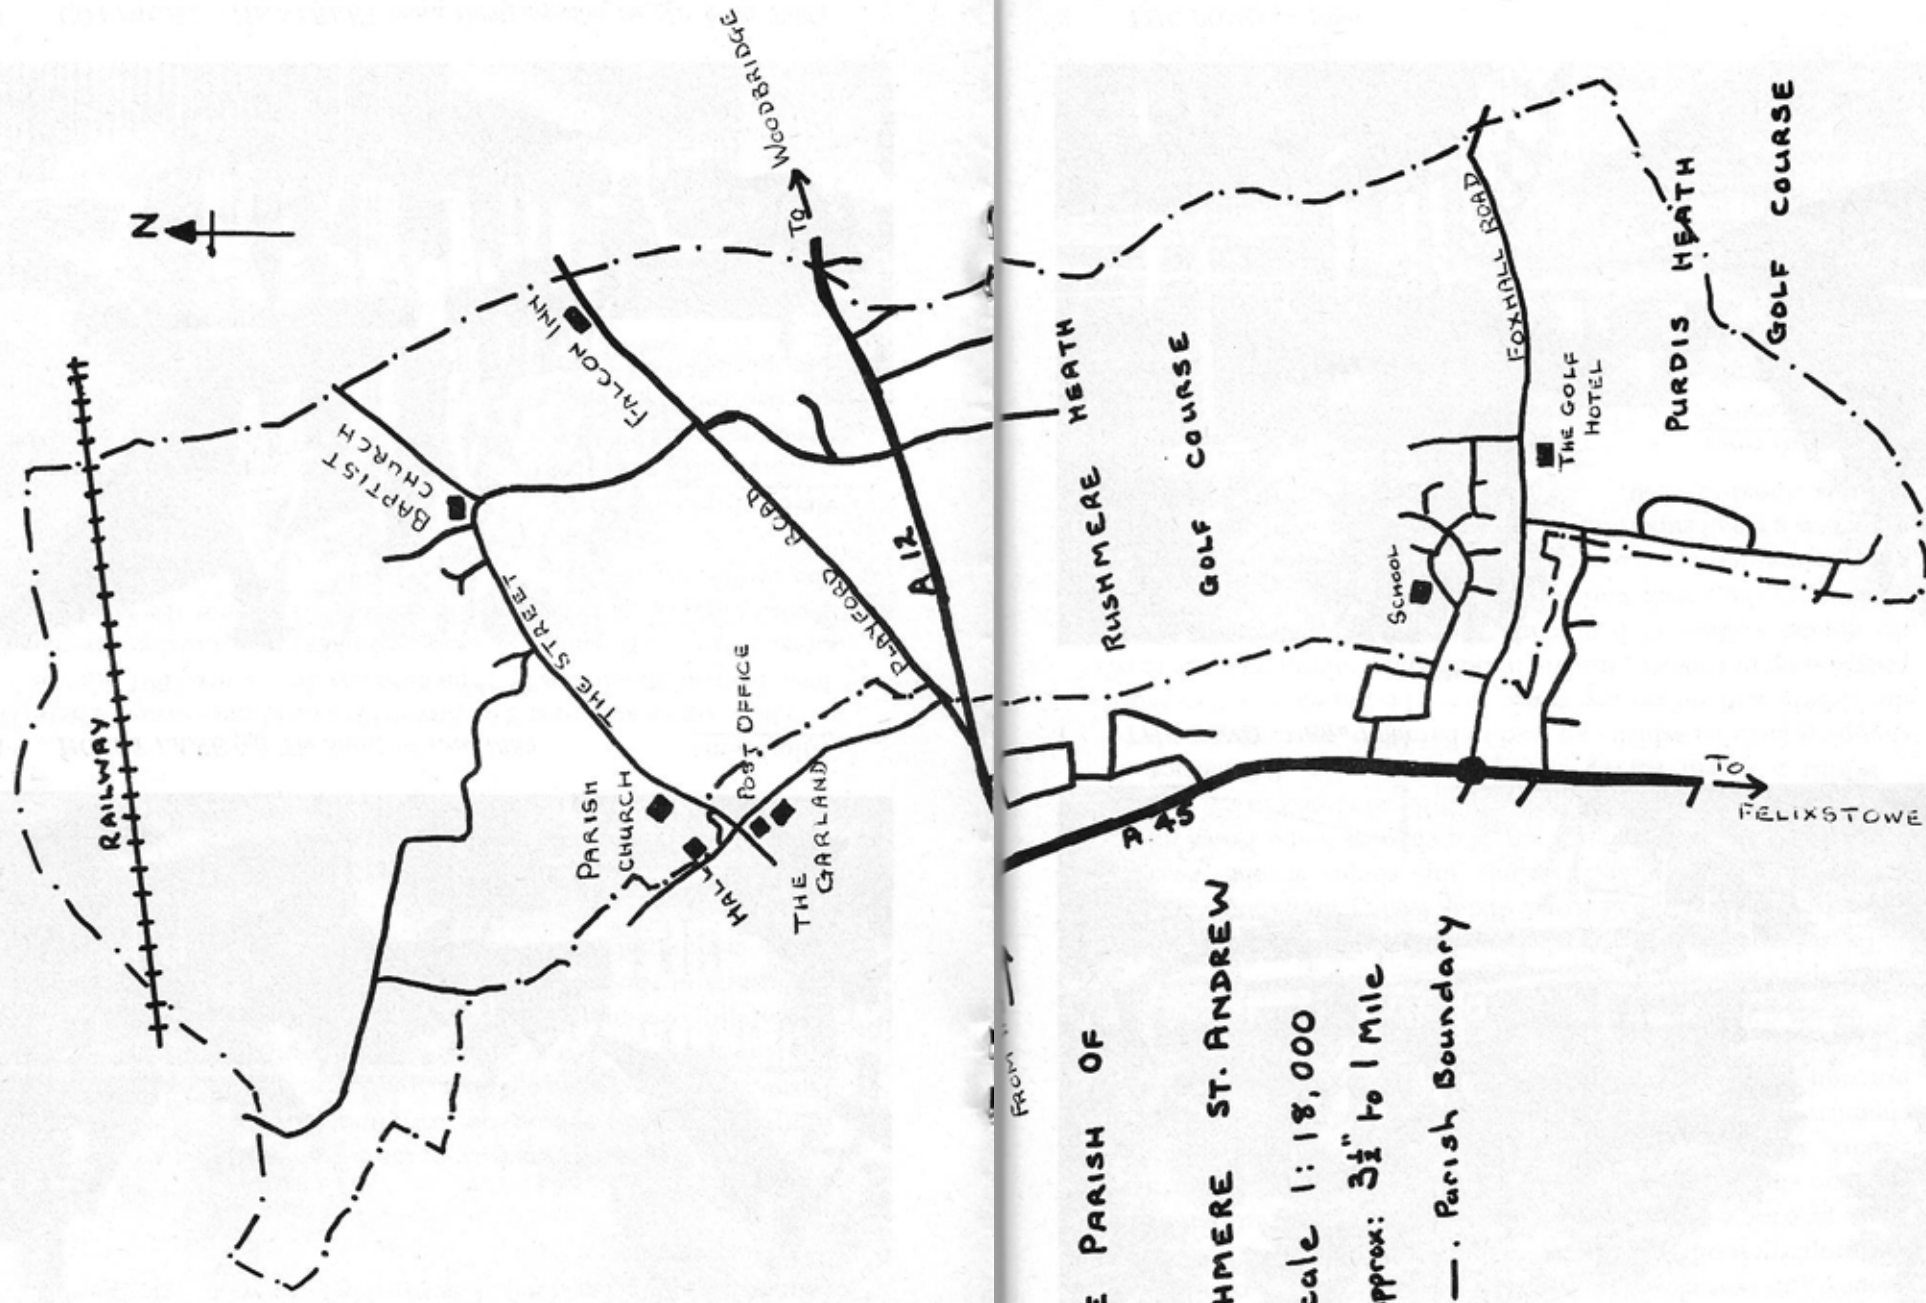 N
To WOODBRIDGE
RAILWAY
BAPTIST
CHURCH
FALCON INN
THE STREET
PLAYFORD ROAD
A 12
PARISH
CHURCH
HALL
POST OFFICE
THE
GARLAND
RUSHMERE HEATH
GOLF COURSE
FOXHALL ROAD
THE GOLF
HOTEL
SCHOOL
PURDIS HEATH
GOLF COURSE
A 45
To
FELIXSTOWE
FROM
PARISH OF
HMERE ST. ANDREW
cale 1:18,000
pprox: 3½" to 1 Mile
— . Parish Boundary